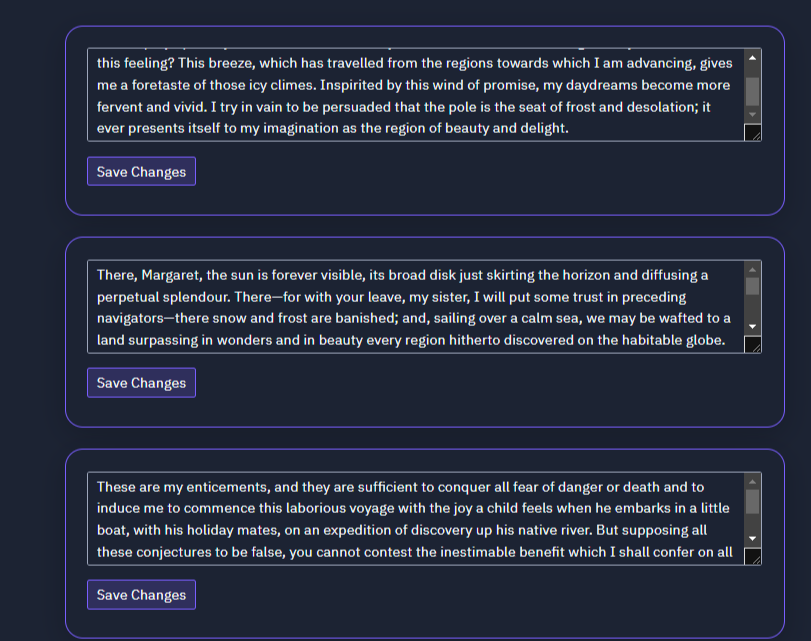 this feeling? This breeze, which has travelled from the regions towards which I am advancing, gives
me a foretaste of those icy climes. Inspirited by this wind of promise, my daydreams become more
fervent and vivid. I try in vain to be persuaded that the pole is the seat of frost and desolation; it
ever presents itself to my imagination as the region of beauty and delight.
Save Changes
There, Margaret, the sun is forever visible, its broad disk just skirting the horizon and diffusing a
perpetual splendour. There—for with your leave, my sister, I will put some trust in preceding
navigators—there snow and frost are banished; and, sailing over a calm sea, we may be wafted to a
land surpassing in wonders and in beauty every region hitherto discovered on the habitable globe.
Save Changes
These are my enticements, and they are sufficient to conquer all fear of danger or death and to
induce me to commence this laborious voyage with the joy a child feels when he embarks in a little
boat, with his holiday mates, on an expedition of discovery up his native river. But supposing all
these conjectures to be false, you cannot contest the inestimable benefit which I shall confer on all
Save Changes